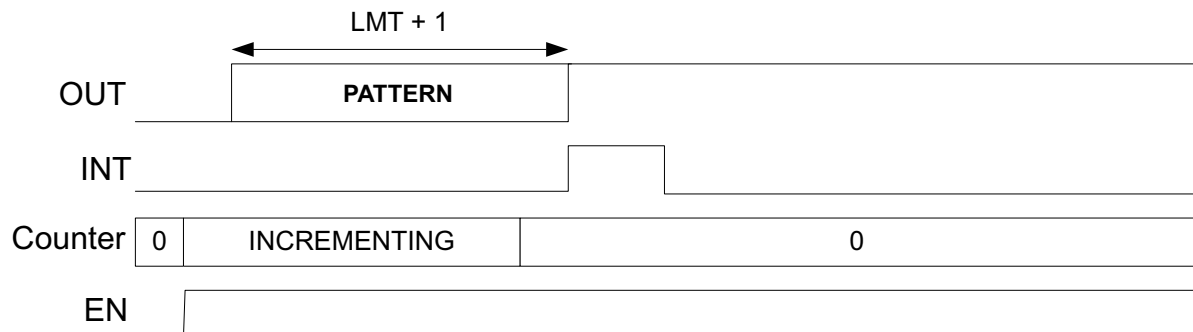 LMT + 1
OUT PATTERN
INT
Counter 0 INCREMENTING 0
EN